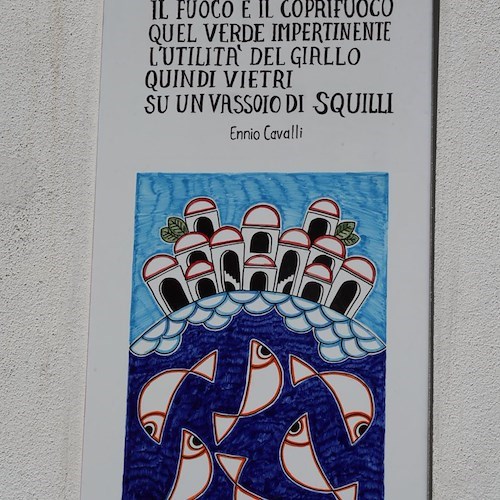 IL FUOCO E IL COPRIFUOCO
QUEL VERDE IMPERTINENTE
L'UTILITA' DEL GIALLO
QUINDI VIETRI
SU UN VASSOIO DI SQUILLI
Ennio Cavalli